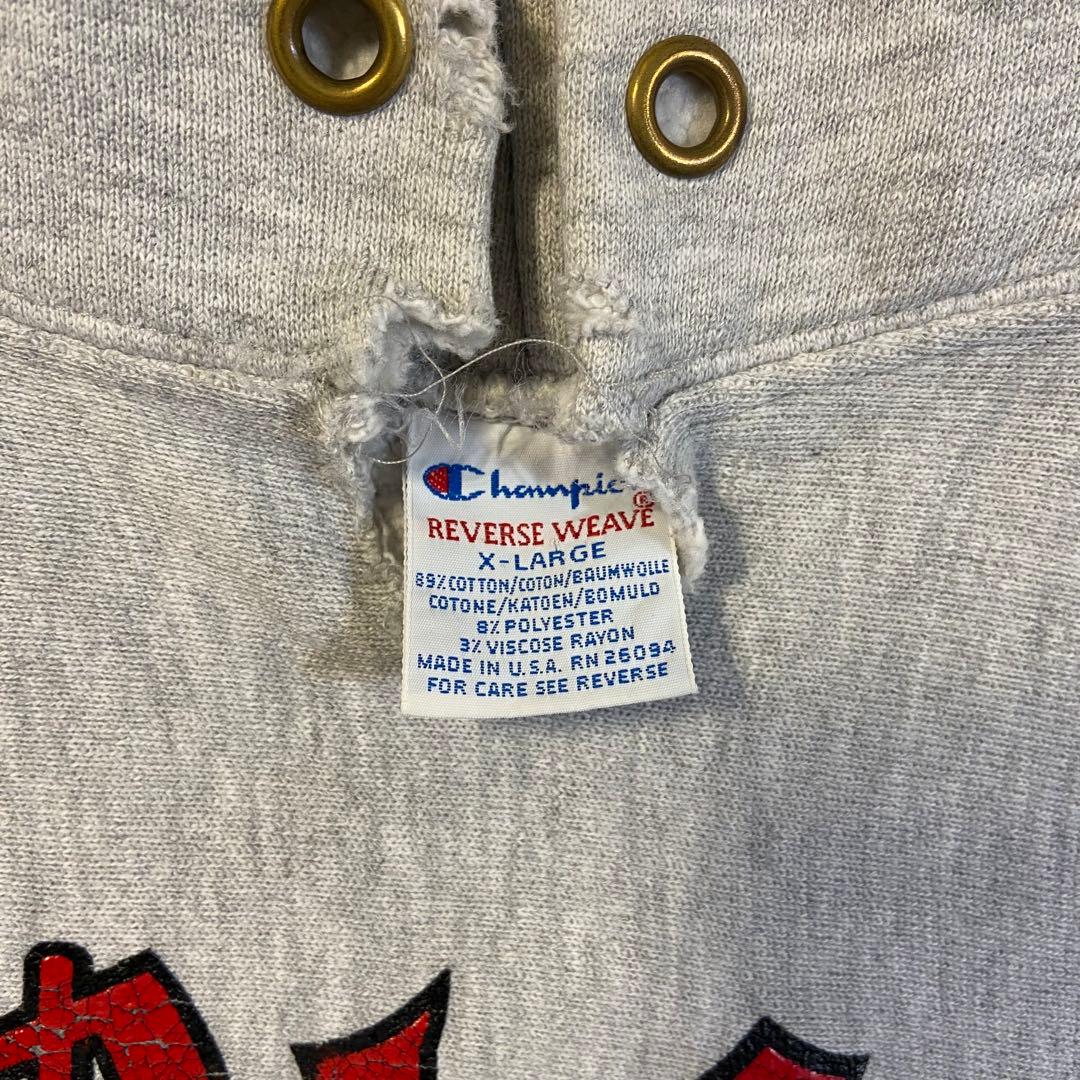 Champio
®
REVERSE WEAVE
X-LARGE
89% COTTON/COTON/BAUMWOLLE
COTONE/KATOEN/BOMULD
8% POLYESTER
3% VISCOSE RAYON
MADE IN U.S.A. RN 26094
FOR CARE SEE REVERSE